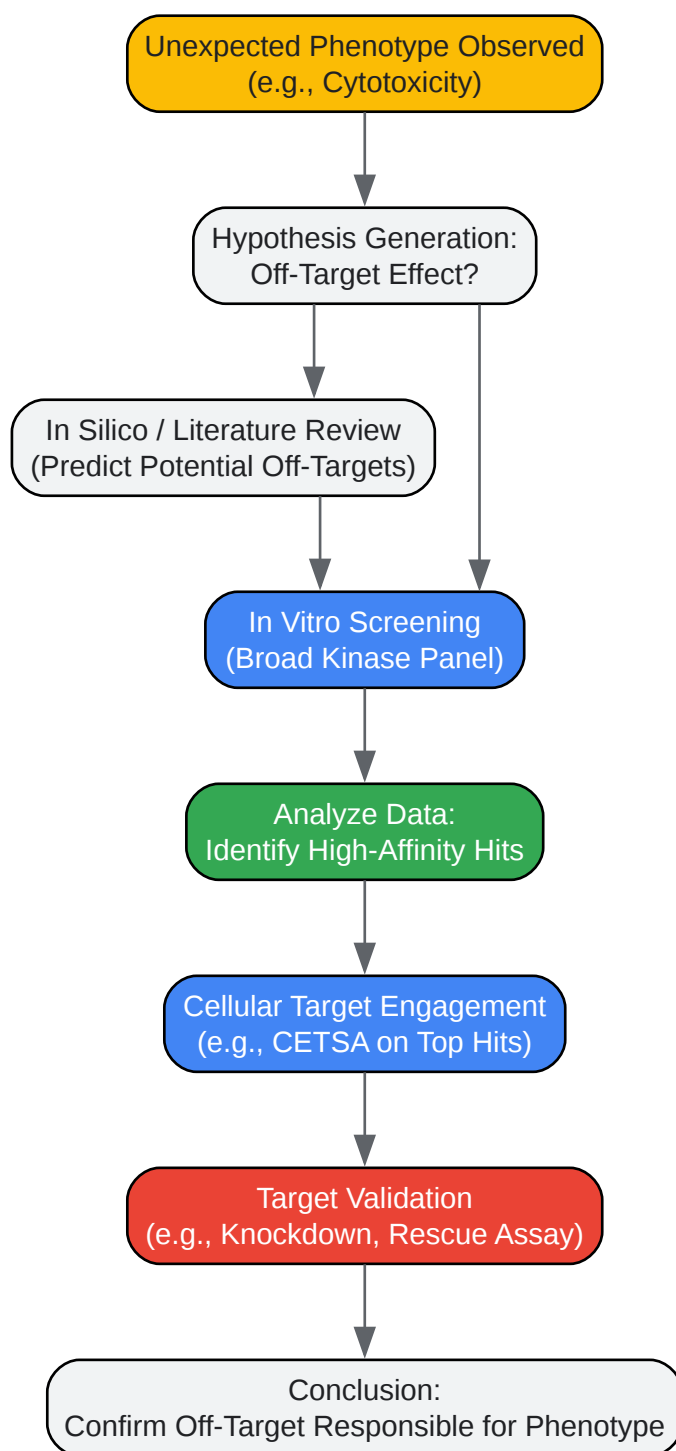 Unexpected Phenotype Observed
(e.g., Cytotoxicity)
Hypothesis Generation:
Off-Target Effect?
In Silico / Literature Review
(Predict Potential Off-Targets)
In Vitro Screening
(Broad Kinase Panel)
Analyze Data:
Identify High-Affinity Hits
Cellular Target Engagement
(e.g., CETSA on Top Hits)
Target Validation
(e.g., Knockdown, Rescue Assay)
Conclusion:
Confirm Off-Target Responsible for Phenotype